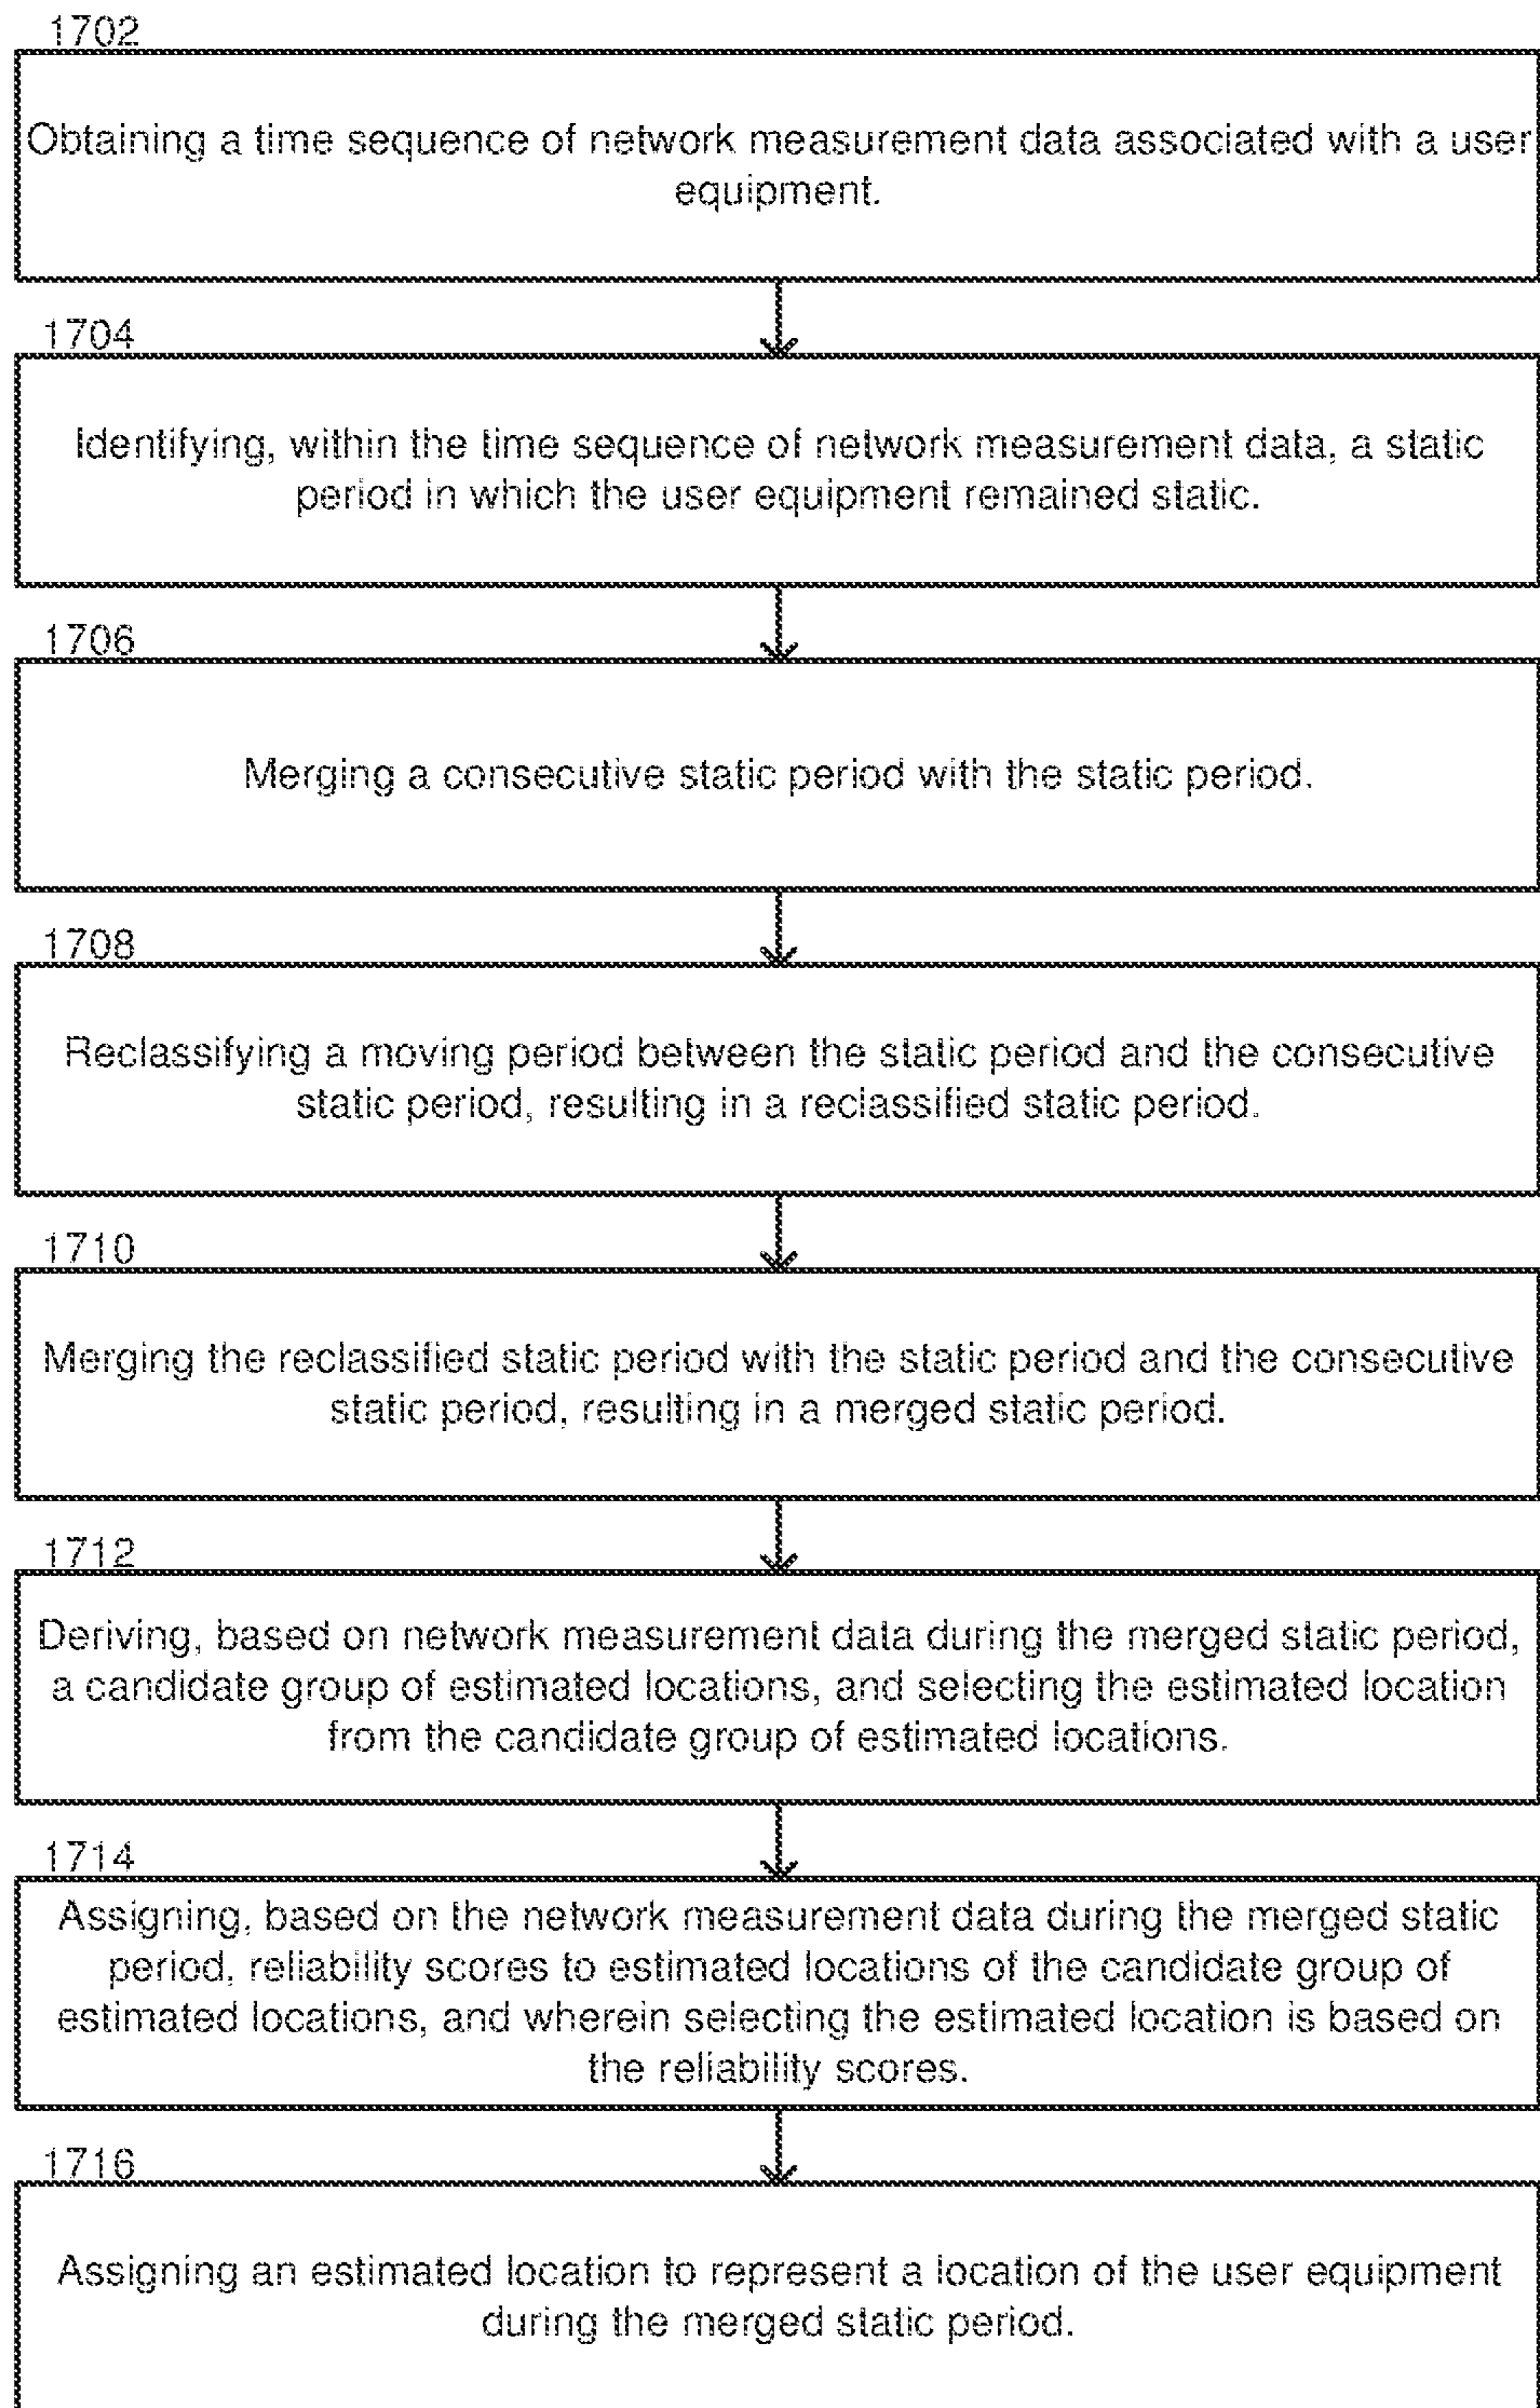 1702
Obtaining a time sequence of network measurement data associated with a user
equipment.
1704
Identifying, within the time sequence of network measurement data, a static
period in which the user equipment remained static.
1706
Merging a consecutive static period with the static period.
1708
Reclassifying a moving period between the static period and the consecutive
static period, resulting in a reclassified static period.
1710
Merging the reclassified static period with the static period and the consecutive
static period, resulting in a merged static period.
1712
Deriving, based on network measurement data during the merged static period,
a candidate group of estimated locations, and selecting the estimated location
from the candidate group of estimated locations.
1714
Assigning, based on the network measurement data during the merged static
period, reliability scores to estimated locations of the candidate group of
estimated locations, and wherein selecting the estimated location is based on
the reliability scores.
1716
Assigning an estimated location to represent a location of the user equipment
during the merged static period.